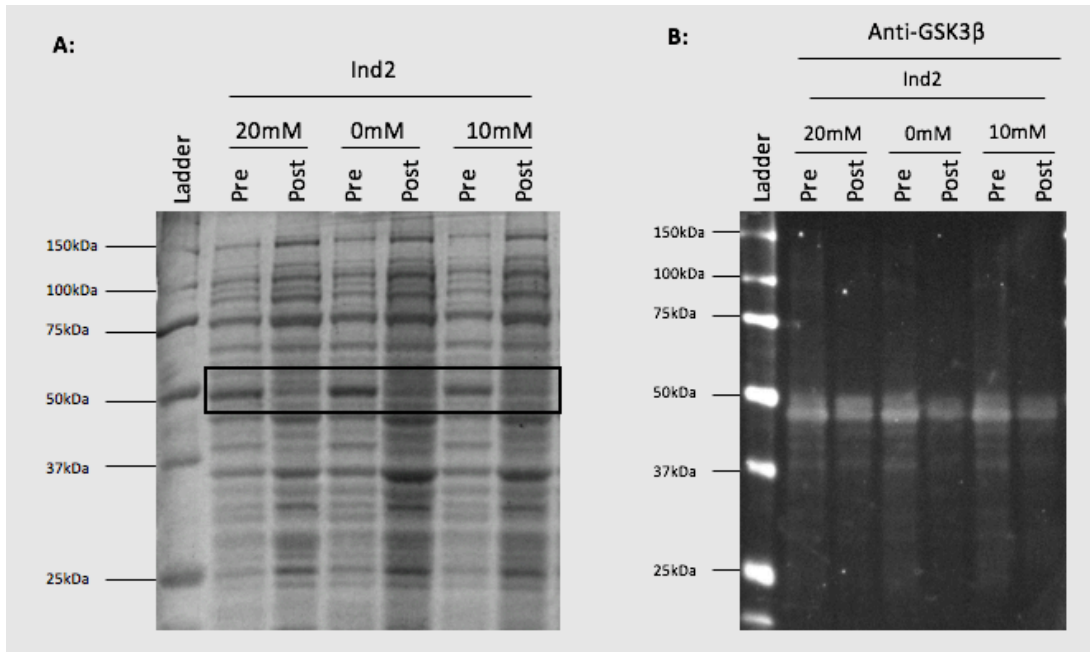 A:
Ind2
20mM 0mM 10mM
Ladder Pre Post Pre Post Pre Post
150kDa
100kDa
75kDa
50kDa
37kDa
25kDa
B:
Anti-GSK3β
Ind2
20mM 0mM 10mM
Ladder Pre Post Pre Post Pre Post
150kDa
100kDa
75kDa
50kDa
37kDa
25kDa